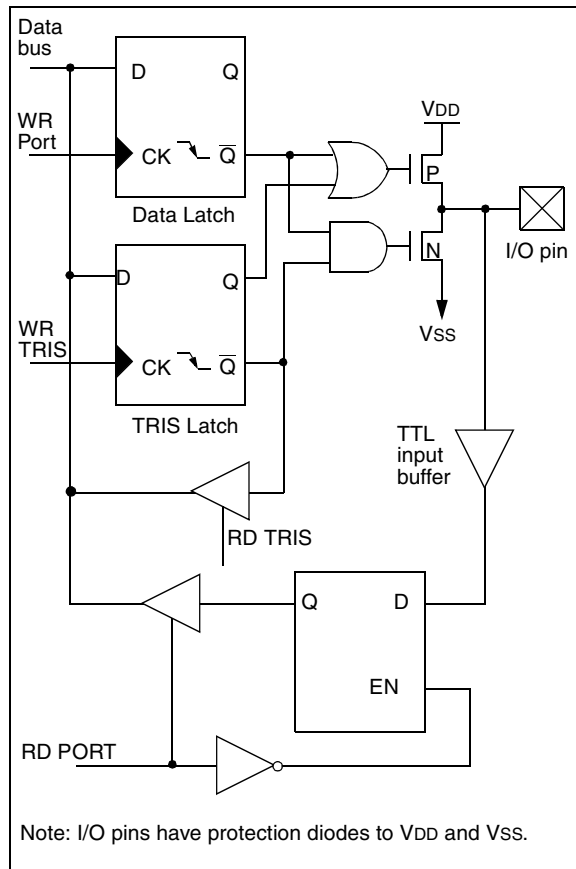 Data
bus
D
Q
VDD
WR
Port
CK
Q
P
Data Latch
I/O pin
N
D
Q
WR
TRIS
VSS
CK
Q
TRIS Latch
TTL
input
buffer
RD TRIS
Q
D
EN
RD PORT
Note: I/O pins have protection diodes to VDD and VSS.